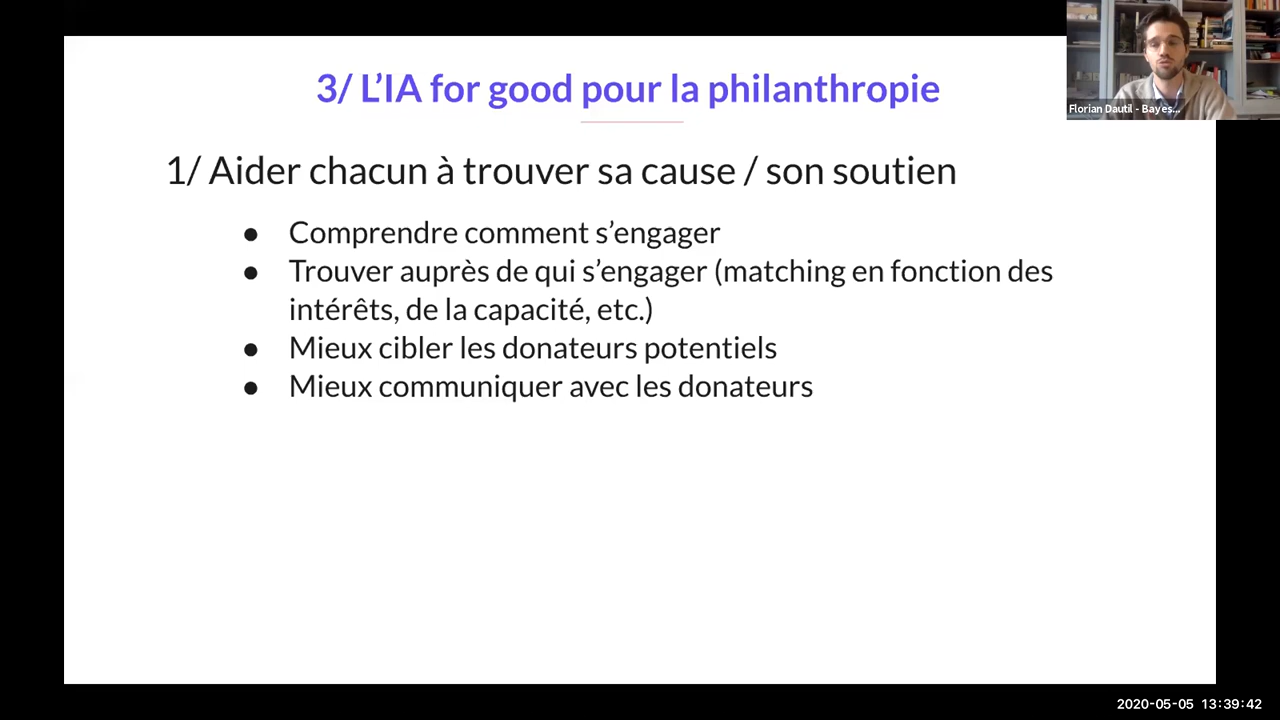 3/ L’IA for good pour la philanthropie
1/ Aider chacun à trouver sa cause / son soutien
● Comprendre comment s’engager
● Trouver auprès de qui s’engager (matching en fonction des
intérêts, de la capacité, etc.)
● Mieux cibler les donateurs potentiels
● Mieux communiquer avec les donateurs
Florian Dautil - Bayes...
2020-05-05 13:39:42